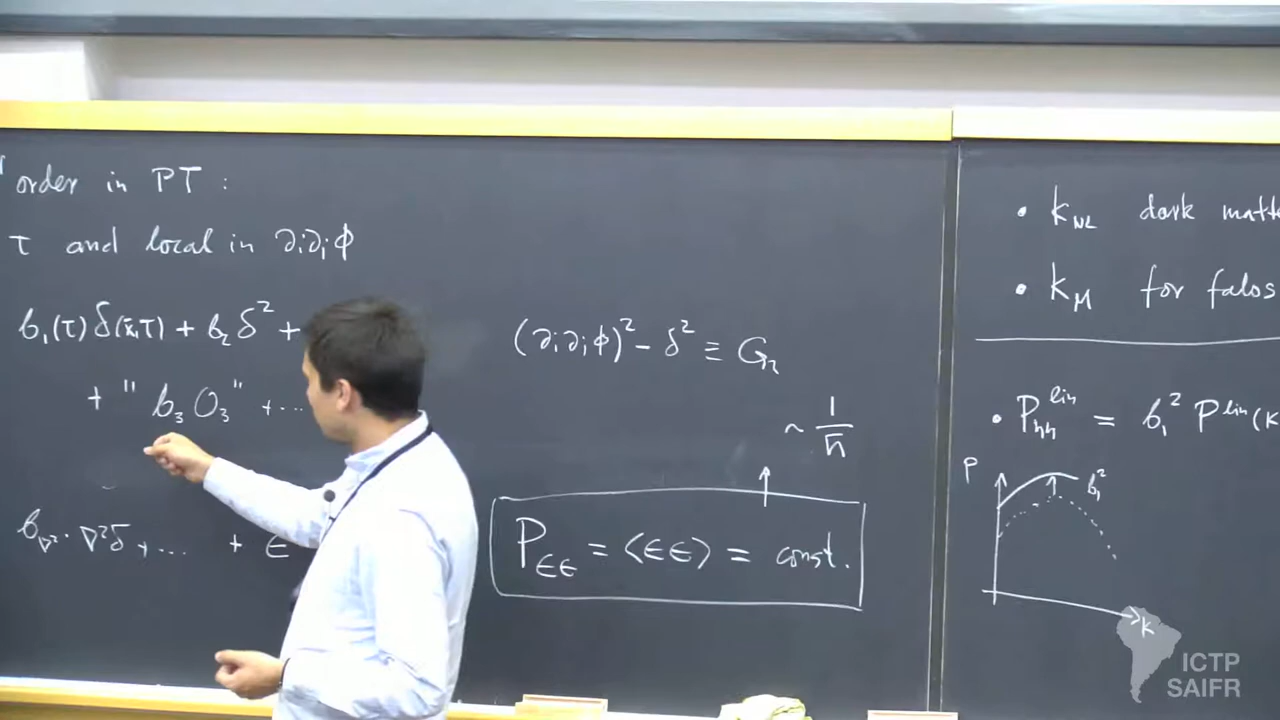 order in PT :
τ and local in ∂i∂jϕ
b₁(τ) δ(x,τ) + b₂ δ² +
+ " b₃ O₃ " + ...
b∇² · ∇²δ + ... + ϵ
(∂i∂jϕ)² - δ² ≡ G₂
~ 1/n̄
Pϵϵ = <ϵϵ> = const.
• kNL dark matt
• kM for halos
• Phh^lin = b₁² P^lin(k
P
b₁²
k
ICTP
SAIFR